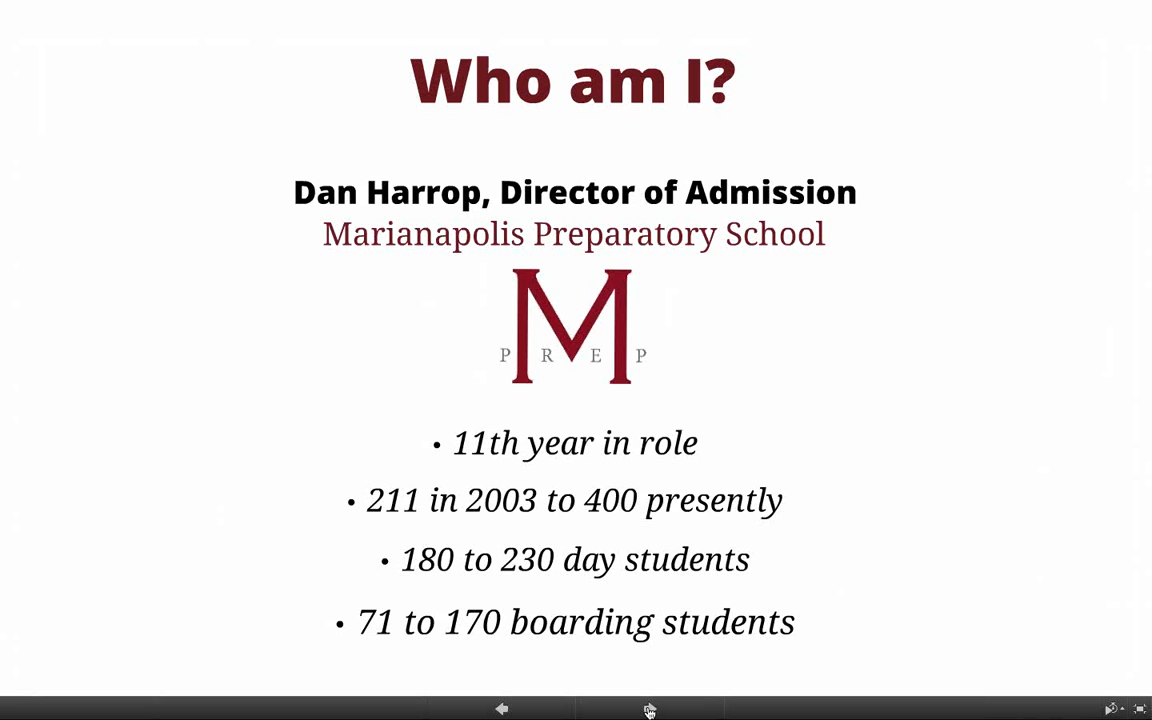 Who am I?
Dan Harrop, Director of Admission
Marianapolis Preparatory School
M
P R E P
• 11th year in role
• 211 in 2003 to 400 presently
• 180 to 230 day students
• 71 to 170 boarding students